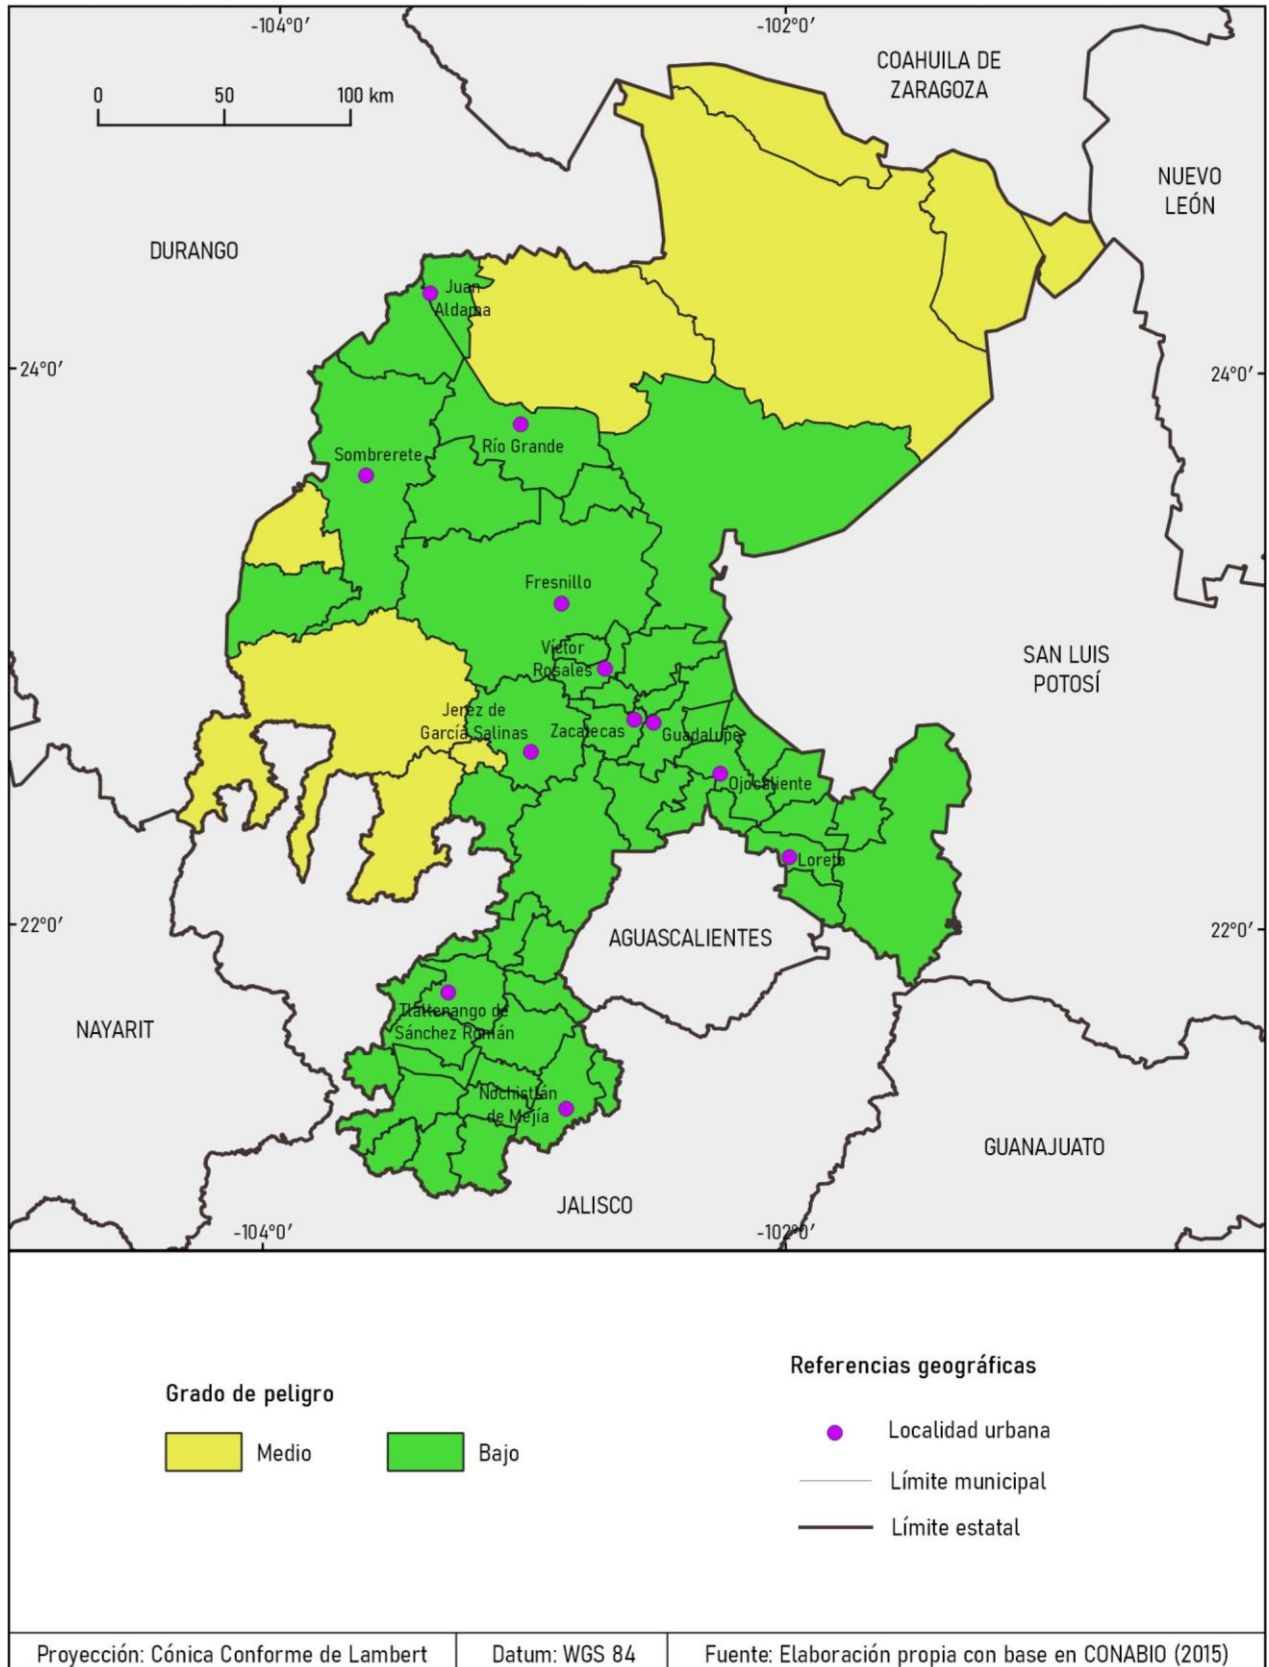 -104°0'
-102°0'
COAHUILA DE
ZARAGOZA
0 50 100 km
NUEVO
LEÓN
DURANGO
Juan
Aldama
24°0'
24°0'
Río Grande
Sombrerete
Fresnillo
Víctor
Rosales
SAN LUIS
POTOSÍ
Jerez de
García Salinas
Zacatecas
Guadalupe
Ojocaliente
Loreto
22°0'
22°0'
AGUASCALIENTES
Tlaltenango de
Sánchez Román
NAYARIT
Nochistlán
de Mejía
GUANAJUATO
JALISCO
-104°0'
-102°0'
Grado de peligro
Medio
Bajo
Referencias geográficas
Localidad urbana
Límite municipal
Límite estatal
Proyección: Cónica Conforme de Lambert
Datum: WGS 84
Fuente: Elaboración propia con base en CONABIO (2015)